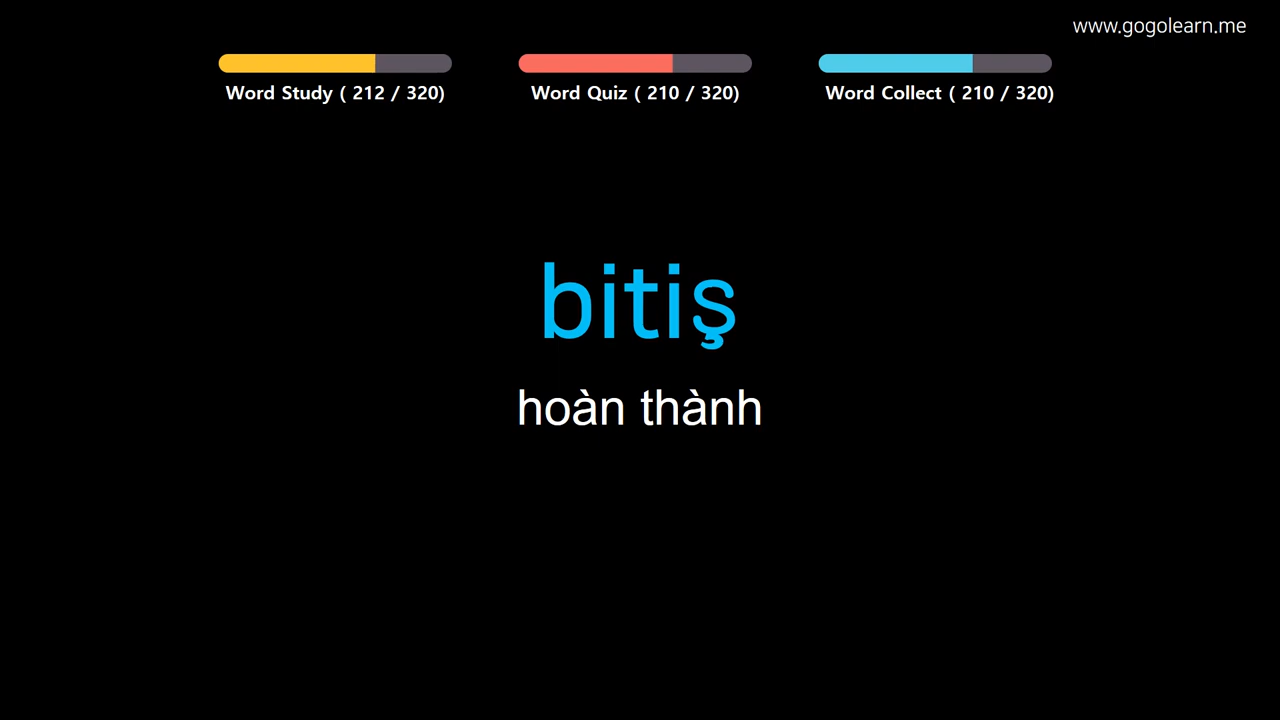 www.gogolearn.me
Word Study ( 212 / 320)
Word Quiz ( 210 / 320)
Word Collect ( 210 / 320)
bitiş
hoàn thành